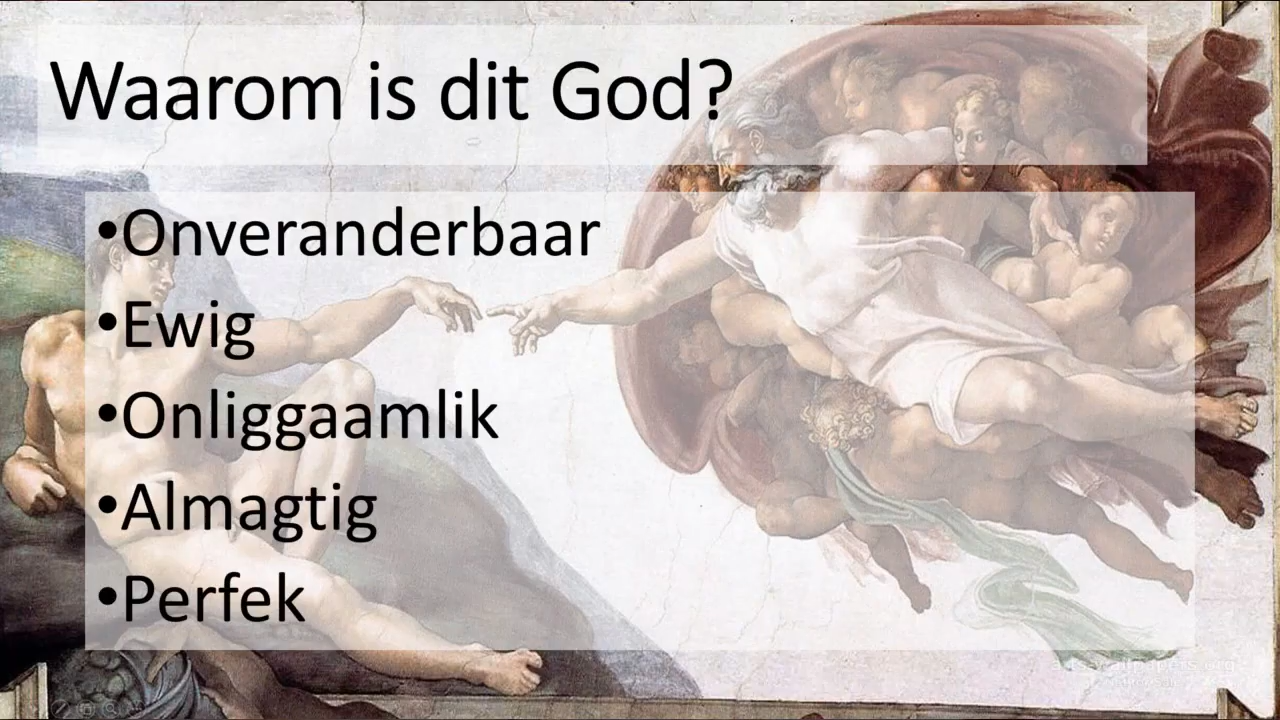 Waarom is dit God?
•Onveranderbaar
•Ewig
•Onliggaamlik
•Almagtig
•Perfek